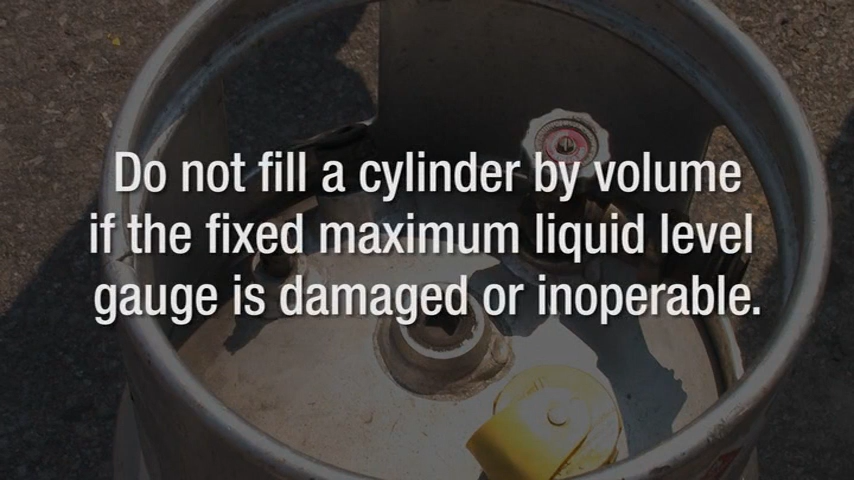 Do not fill a cylinder by volume
if the fixed maximum liquid level
gauge is damaged or inoperable.